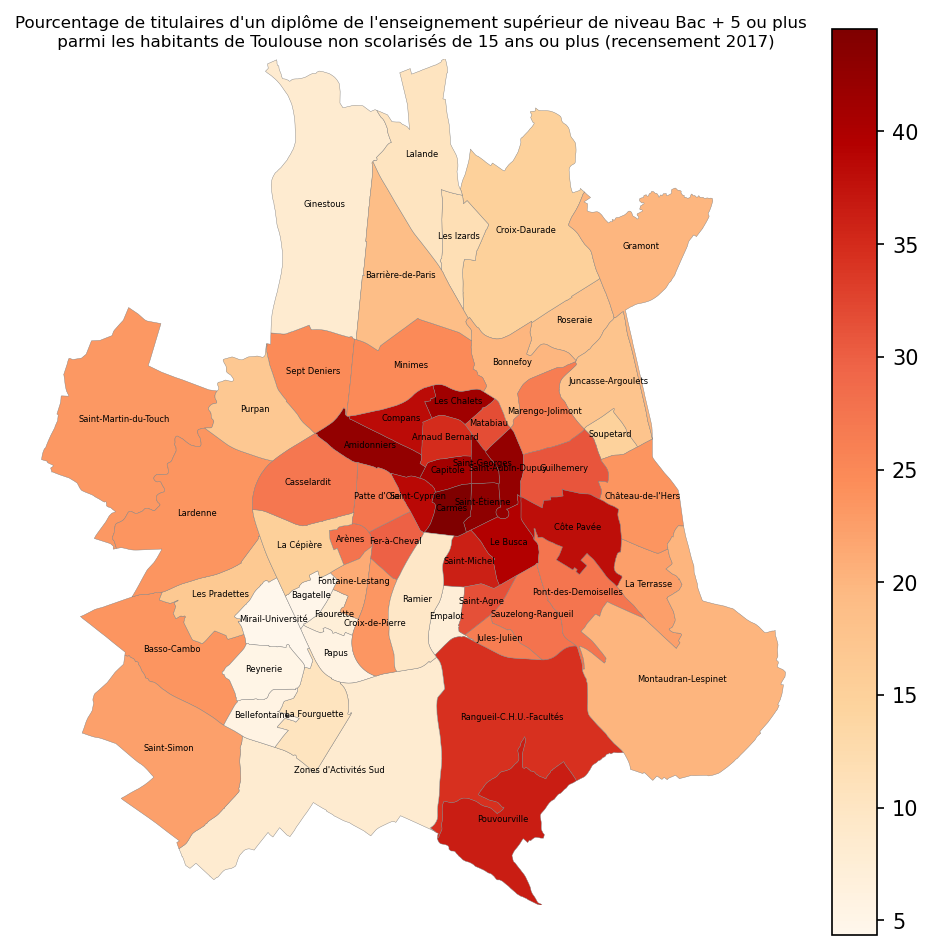 Pourcentage de titulaires d'un diplôme de l'enseignement supérieur de niveau Bac + 5 ou plus
parmi les habitants de Toulouse non scolarisés de 15 ans ou plus (recensement 2017)
Lalande
Ginestous
Croix-Daurade
Les Izards
Gramont
Barrière-de-Paris
Roseraie
Bonnefoy
Minimes
Sept Deniers
Juncasse-Argoulets
Les Chalets
Purpan
Marengo-Jolimont
Saint-Martin-du-Touch
Compans
Matabiau
Soupetard
Arnaud Bernard
Amidonniers
Saint-Georges
Saint-Aubin-Dupuy
Guilhemery
Capitole
Casselardit
Patte d'Oie
Saint-Cyprien
Château-de-l'Hers
Saint-Étienne
Carmes
Lardenne
Côte Pavée
Arènes
Fer-à-Cheval
Le Busca
La Cépière
Saint-Michel
Fontaine-Lestang
La Terrasse
Les Pradettes
Bagatelle
Pont-des-Demoiselles
Ramier
Saint-Agne
Faourette
Sauzelong-Rangueil
Mirail-Université
Empalot
Croix-de-Pierre
Jules-Julien
Basso-Cambo
Papus
Reynerie
Montaudran-Lespinet
Bellefontaine
La Fourguette
Rangueil-C.H.U.-Facultés
Saint-Simon
Zones d'Activités Sud
Pouvourville
40
35
30
25
20
15
10
5